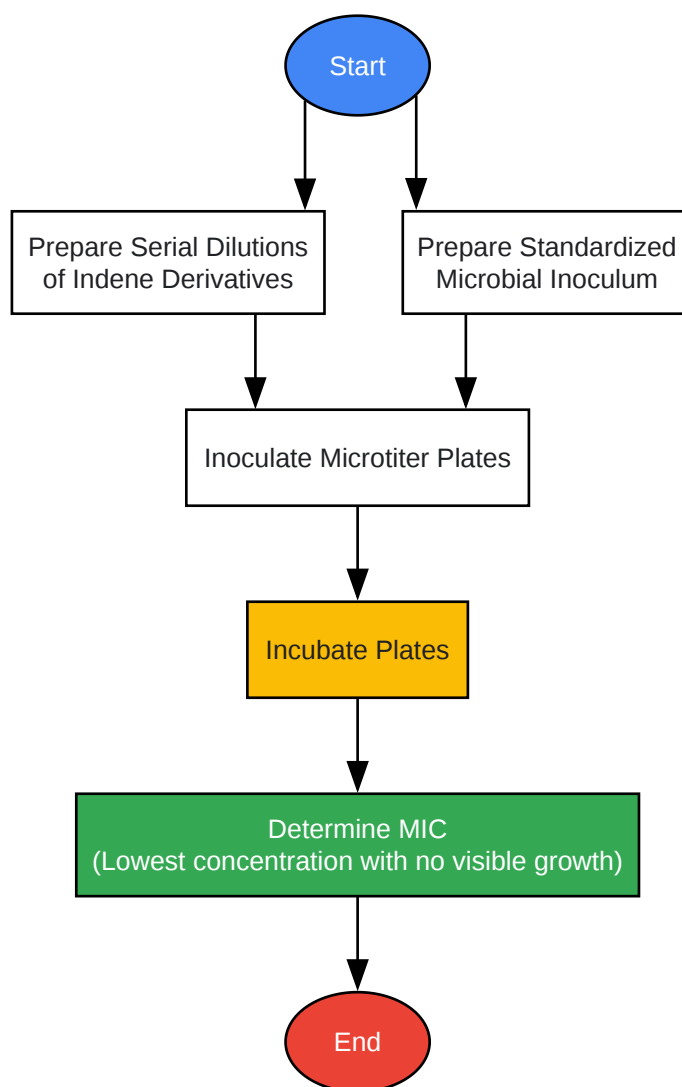 Start
Prepare Serial Dilutions
of Indene Derivatives
Prepare Standardized
Microbial Inoculum
Inoculate Microtiter Plates
Incubate Plates
Determine MIC
(Lowest concentration with no visible growth)
End